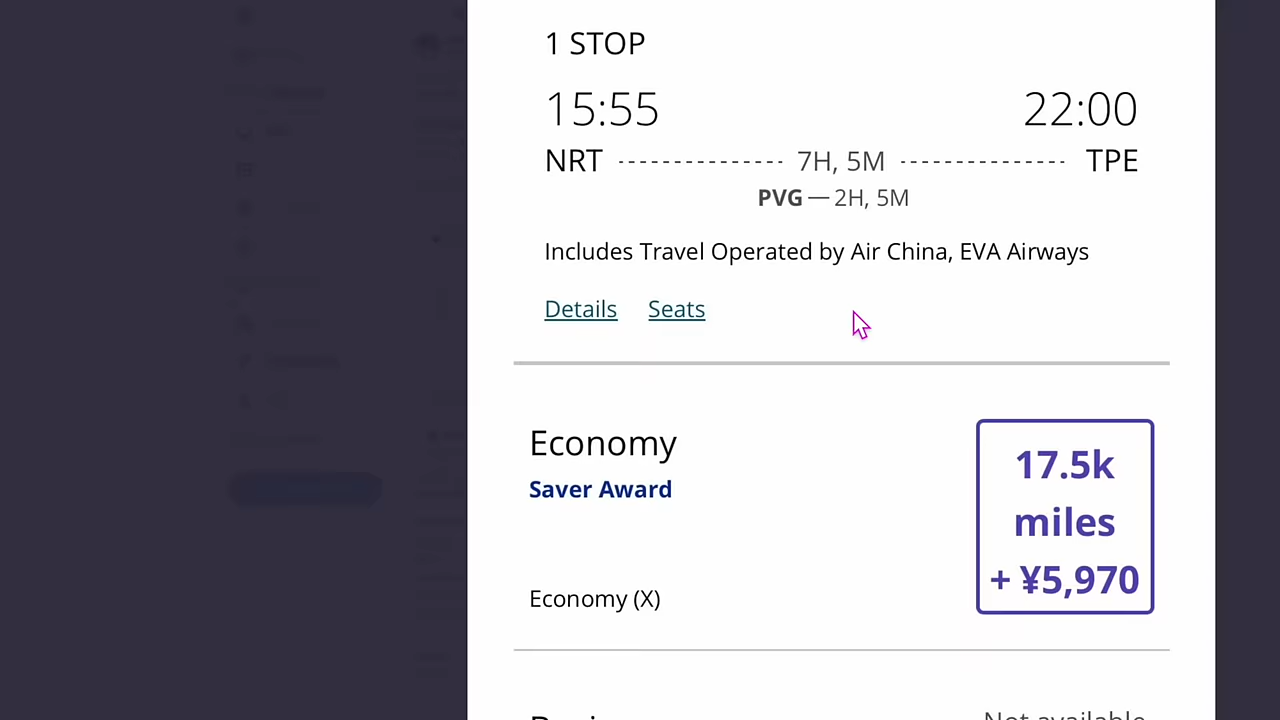 1 STOP
15:55 22:00
NRT 7H, 5M TPE
PVG — 2H, 5M
Includes Travel Operated by Air China, EVA Airways
Details Seats
Economy
Saver Award
17.5k
miles
+ ¥5,970
Economy (X)
Not available